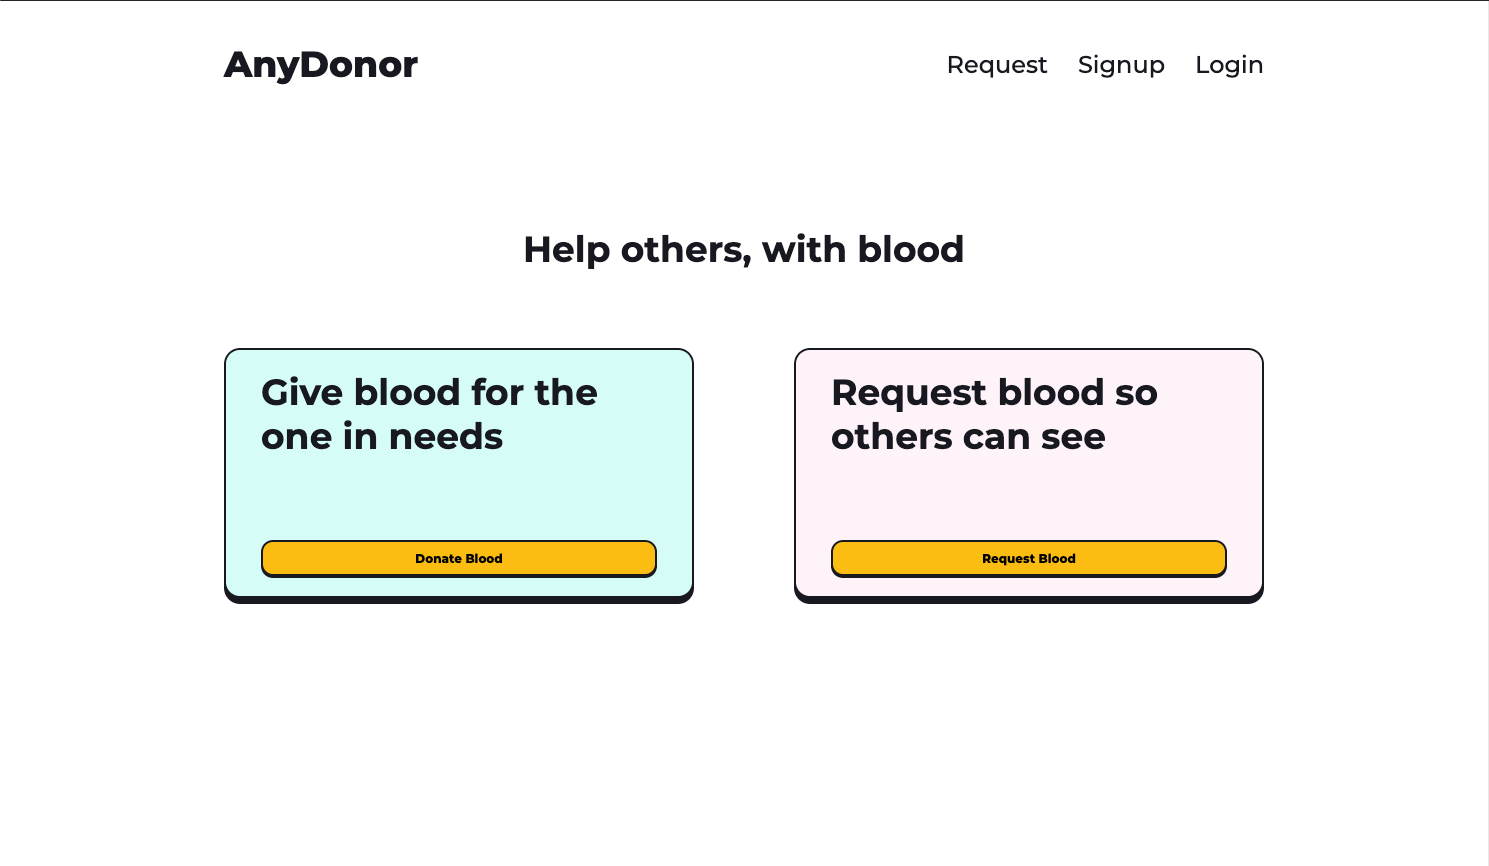 AnyDonor
Request Signup Login
Help others, with blood
Give blood for the
one in needs
Donate Blood
Request blood so
others can see
Request Blood